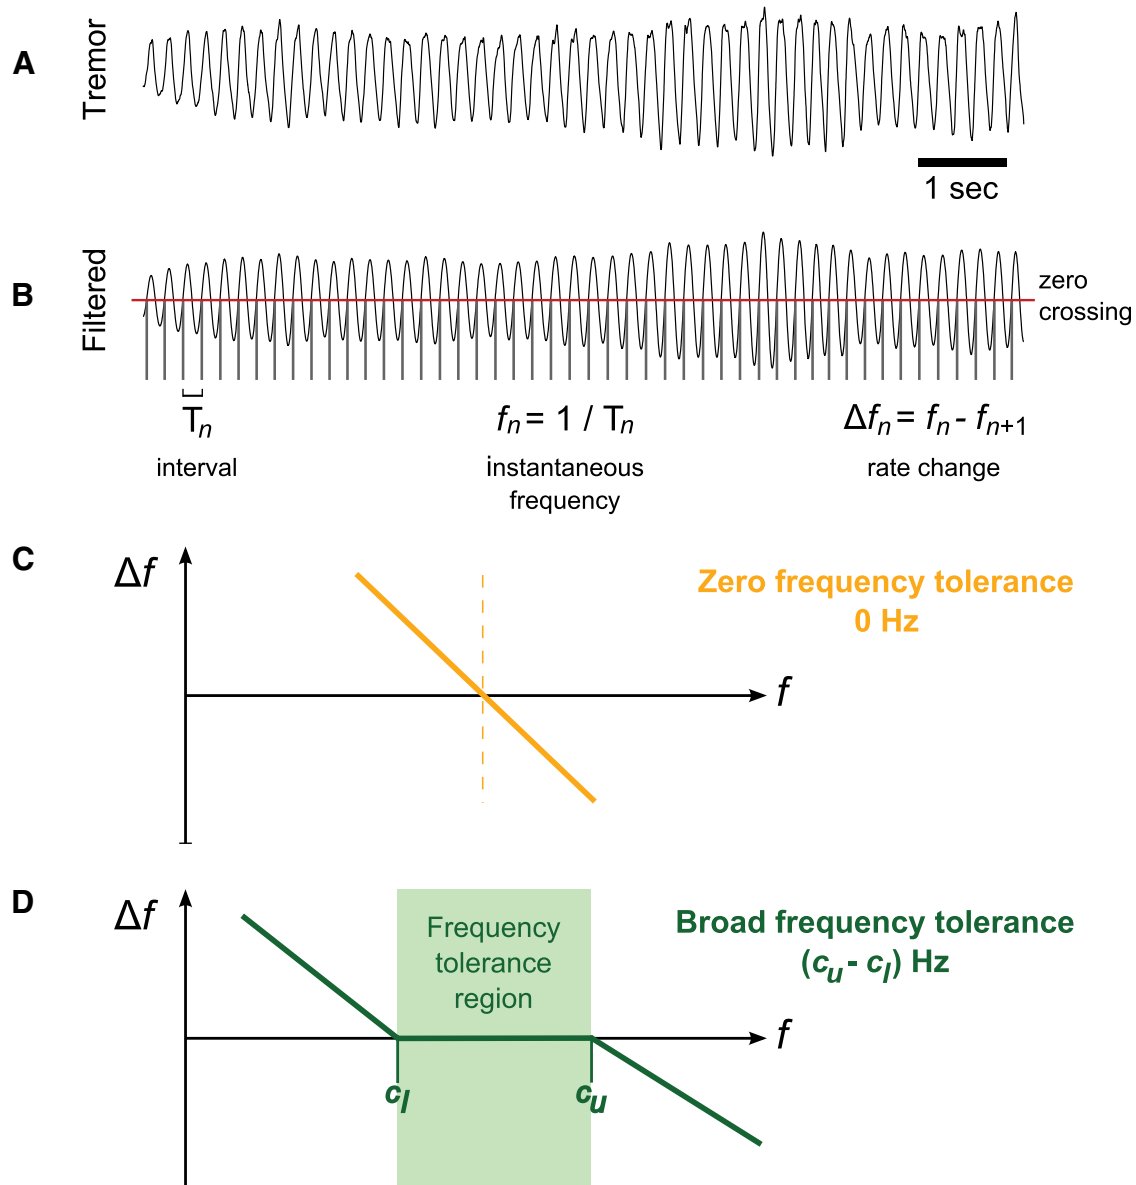 A
Tremor
1 sec
B
Filtered
zero
crossing
Tn
fn = 1 / Tn
Δfn = fn - fn+1
interval
instantaneous
frequency
rate change
C
Δf
Zero frequency tolerance
0 Hz
f
D
Δf
Frequency
tolerance
region
Broad frequency tolerance
(cu - cl) Hz
f
cl
cu